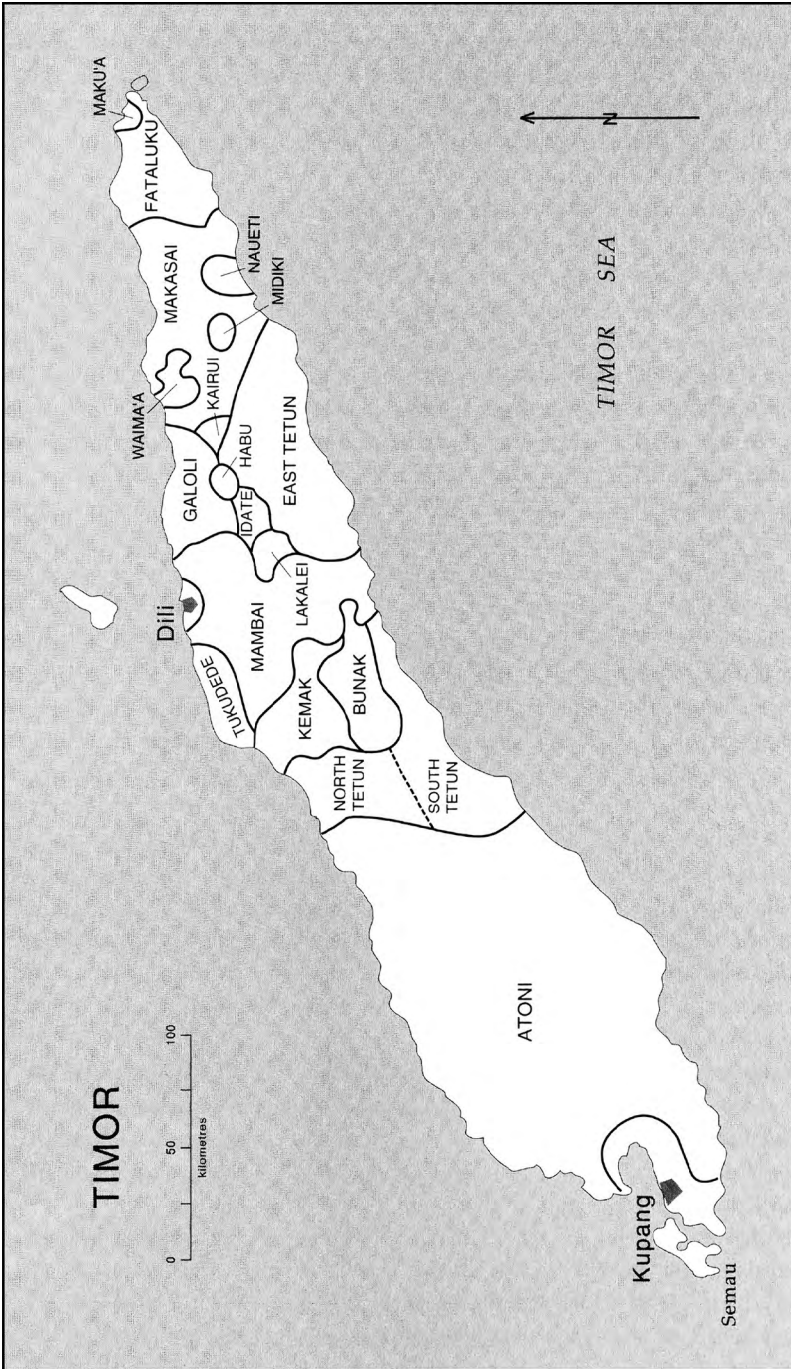 TIMOR
0 50 100
kilometres
MAKU'A
FATALUKU
MAKASAI
NAUETI
MIDIKI
WAIMA'A
KAIRUI
HABU
GALOLI
IDATE
EAST TETUN
LAKALEI
Dili
MAMBAI
TUKUDEDE
KEMAK
BUNAK
NORTH
TETUN
SOUTH
TETUN
ATONI
Kupang
Semau
N
TIMOR SEA